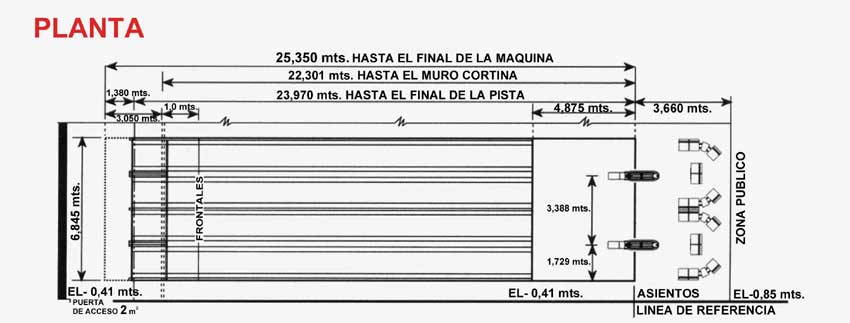 PLANTA
25,350 mts. HASTA EL FINAL DE LA MAQUINA
22,301 mts. HASTA EL MURO CORTINA
1,380 mts.
23,970 mts. HASTA EL FINAL DE LA PISTA
1,0 mts.
4,875 mts.
3,660 mts.
3,050 mts.
6,845 mts.
FRONTALES
3,388 mts.
1,729 mts.
ZONA PUBLICO
EL- 0,41 mts.
EL- 0,41 mts.
ASIENTOS
EL-0,85 mts.
PUERTA
DE ACCESO 2 m²
LINEA DE REFERENCIA